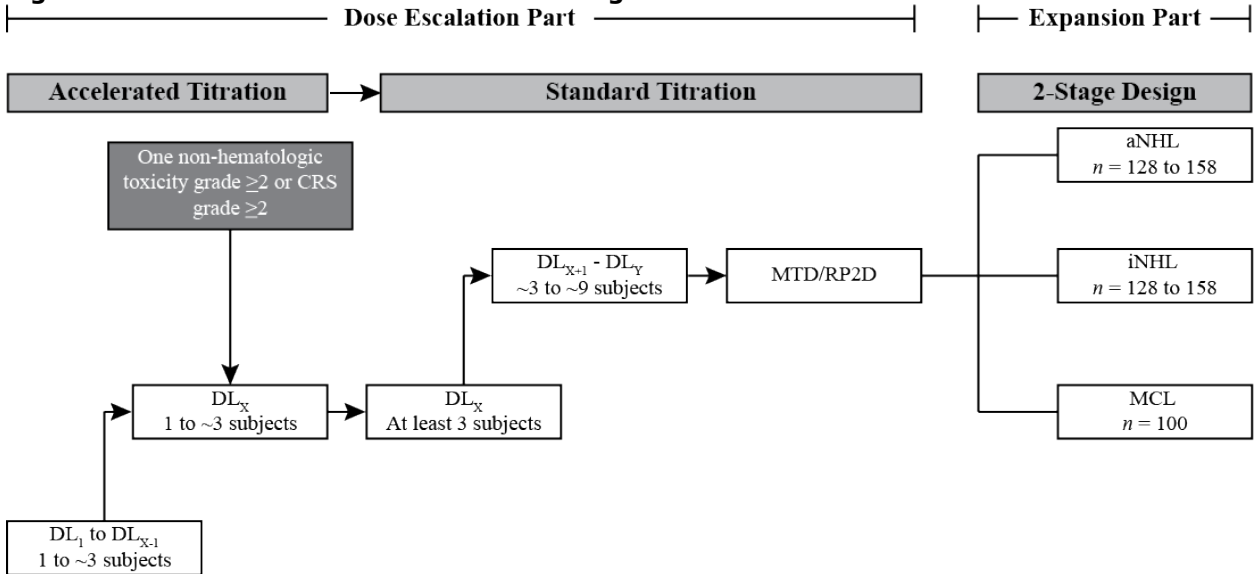 Dose Escalation Part
Expansion Part
Accelerated Titration
Standard Titration
2-Stage Design
One non-hematologic
toxicity grade ≥2 or CRS
grade ≥2
aNHL
n = 128 to 158
DLX+1 - DLY
~3 to ~9 subjects
MTD/RP2D
iNHL
n = 128 to 158
DLX
1 to ~3 subjects
DLX
At least 3 subjects
MCL
n = 100
DL1 to DLX-1
1 to ~3 subjects